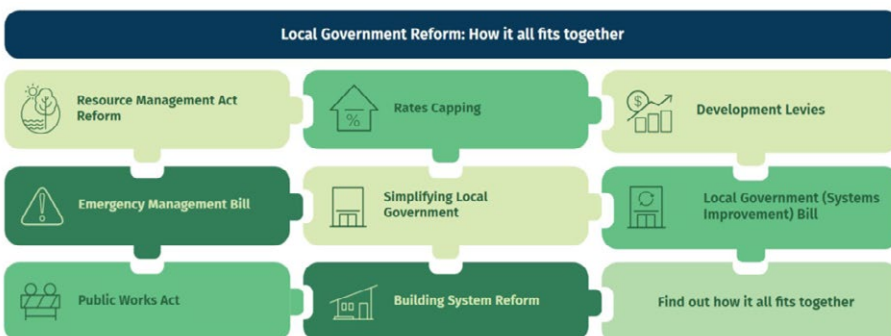 Local Government Reform: How it all fits together
Resource Management Act
Reform
%
Rates Capping
$
Development Levies
Emergency Management Bill
Simplifying Local
Government
Local Government (Systems
Improvement) Bill
Public Works Act
Building System Reform
Find out how it all fits together